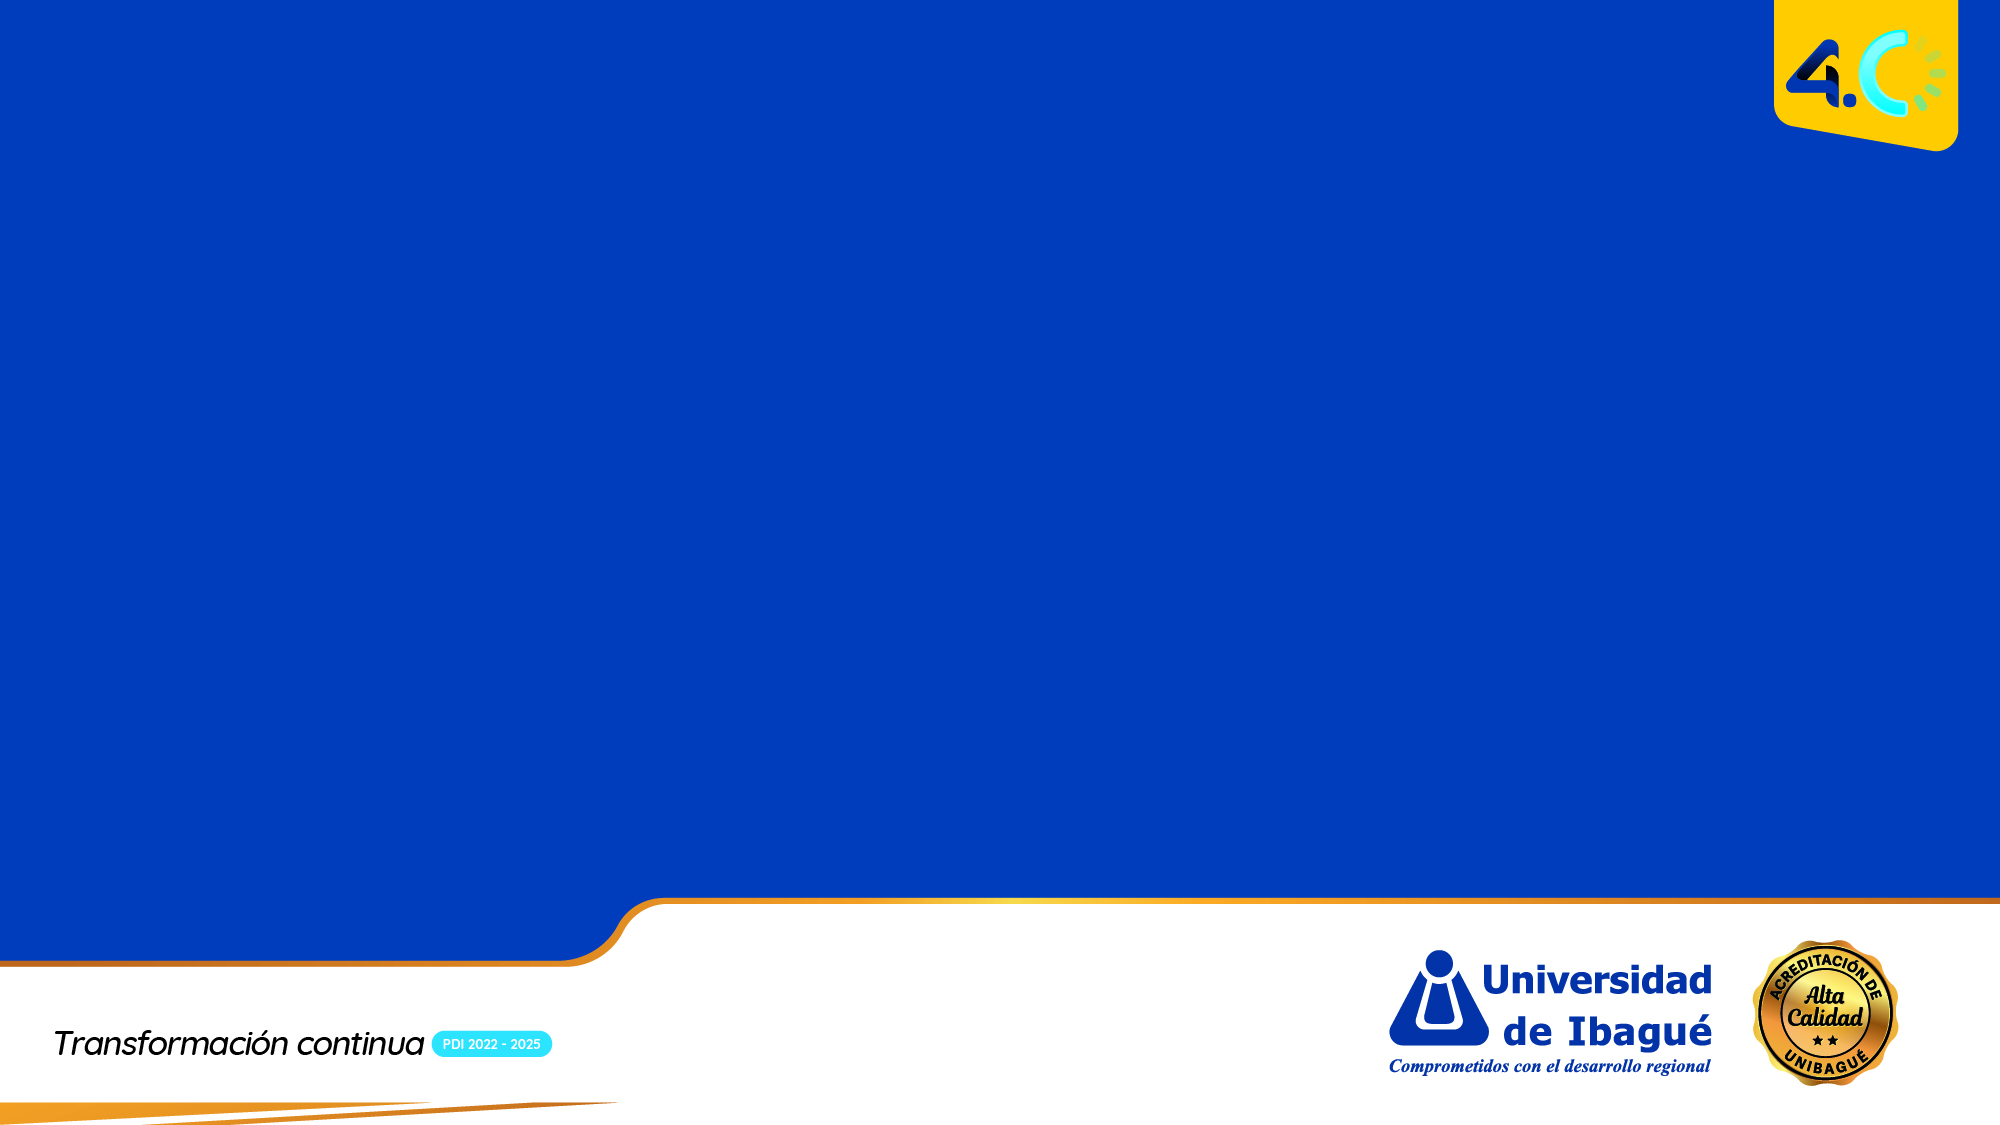 4.C
Transformación continua
PDI 2022 - 2025
Universidad
de Ibagué
Comprometidos con el desarrollo regional
ACREDITACIÓN DE
Alta
Calidad
UNIBAGUÉ